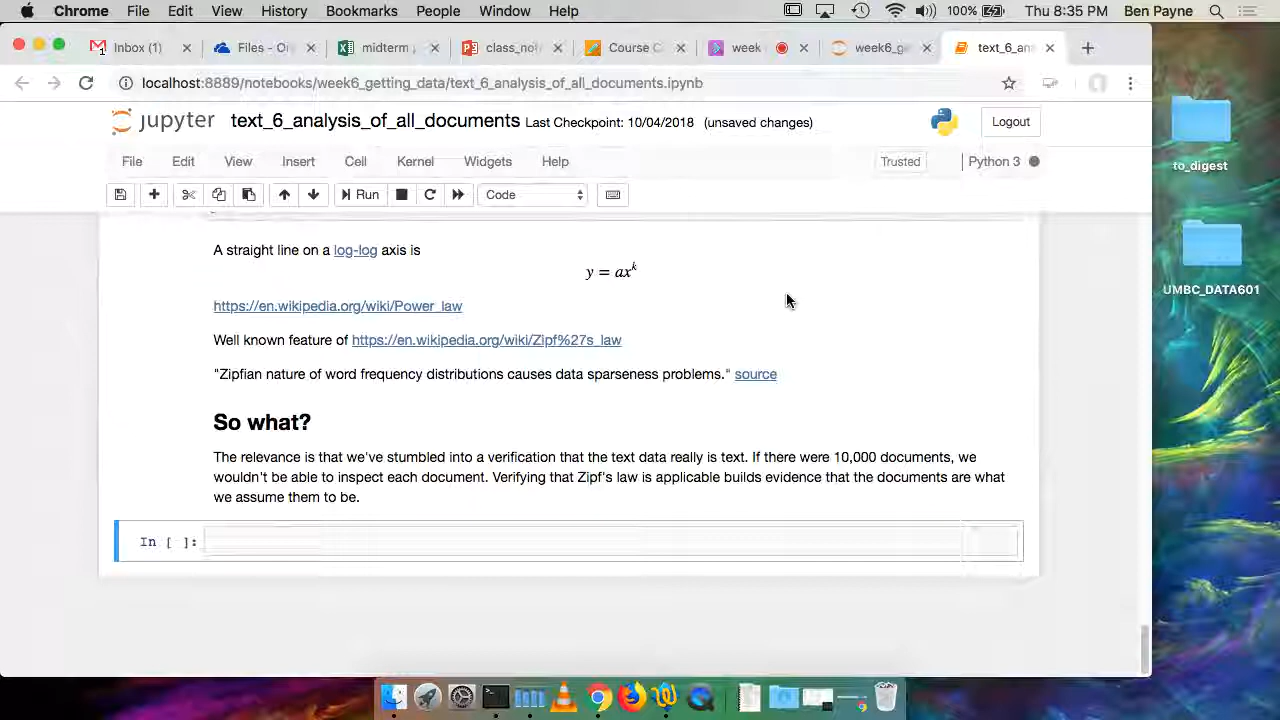 Chrome File Edit View History Bookmarks People Window Help 100% Thu 8:35 PM Ben Payne
Inbox (1) Files - On midterm class_not Course C week week6_ge text_6_an
localhost:8889/notebooks/week6_getting_data/text_6_analysis_of_all_documents.ipynb
jupyter text_6_analysis_of_all_documents Last Checkpoint: 10/04/2018 (unsaved changes) Logout
File Edit View Insert Cell Kernel Widgets Help Trusted Python 3
Run Code
A straight line on a log-log axis is
y = ax^k
https://en.wikipedia.org/wiki/Power_law
Well known feature of https://en.wikipedia.org/wiki/Zipf%27s_law
"Zipfian nature of word frequency distributions causes data sparseness problems." source
So what?
The relevance is that we've stumbled into a verification that the text data really is text. If there were 10,000 documents, we
wouldn't be able to inspect each document. Verifying that Zipf's law is applicable builds evidence that the documents are what
we assume them to be.
In [ ]:
to_digest
UMBC_DATA601